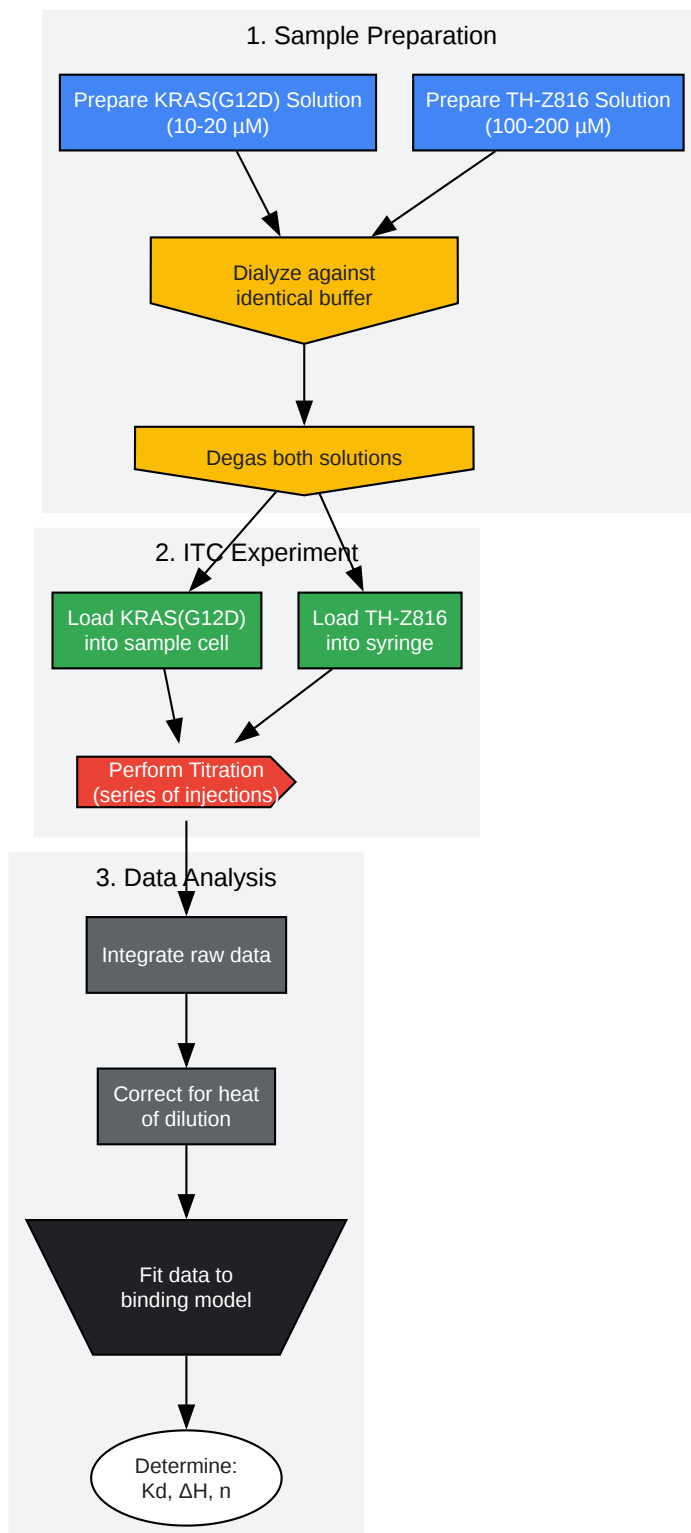 1. Sample Preparation
Prepare KRAS(G12D) Solution
(10-20 µM)
Prepare TH-Z816 Solution
(100-200 µM)
Dialyze against
identical buffer
Degas both solutions
2. ITC Experiment
Load KRAS(G12D)
into sample cell
Load TH-Z816
into syringe
Perform Titration
(series of injections)
3. Data Analysis
Integrate raw data
Correct for heat
of dilution
Fit data to
binding model
Determine:
Kd, ΔH, n